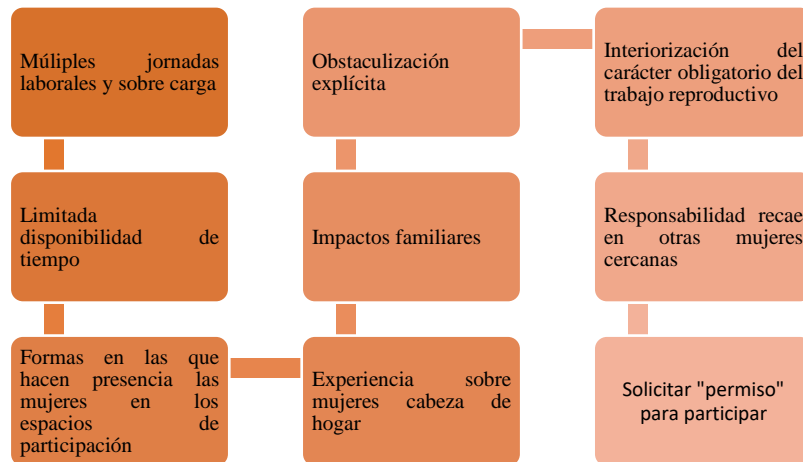 Múliples jornadas
laborales y sobre carga
Limitada
disponibilidad de
tiempo
Formas en las que
hacen presencia las
mujeres en los
espacios de
participación
Experiencia sobre
mujeres cabeza de
hogar
Impactos familiares
Obstaculización
explícita
Interiorización del
carácter obligatorio del
trabajo reproductivo
Responsabilidad recae
en otras mujeres
cercanas
Solicitar "permiso"
para participar